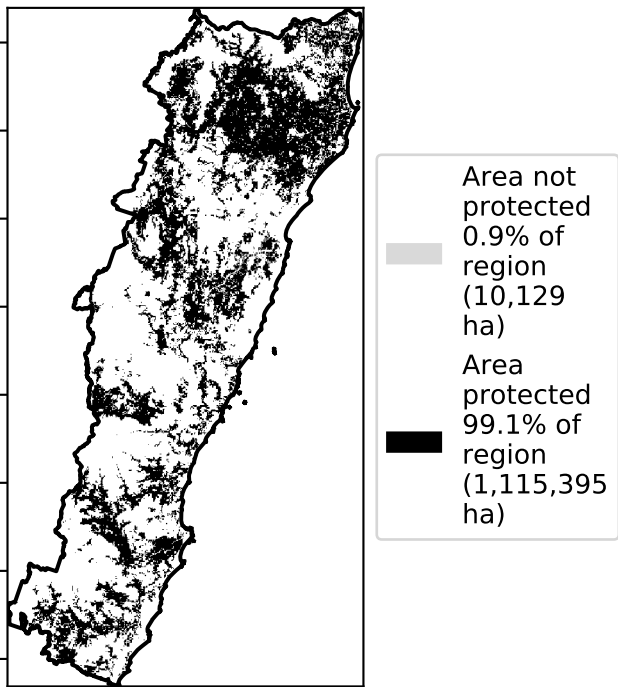 Area not
protected
0.9% of
region
(10,129
ha)
Area
protected
99.1% of
region
(1,115,395
ha)